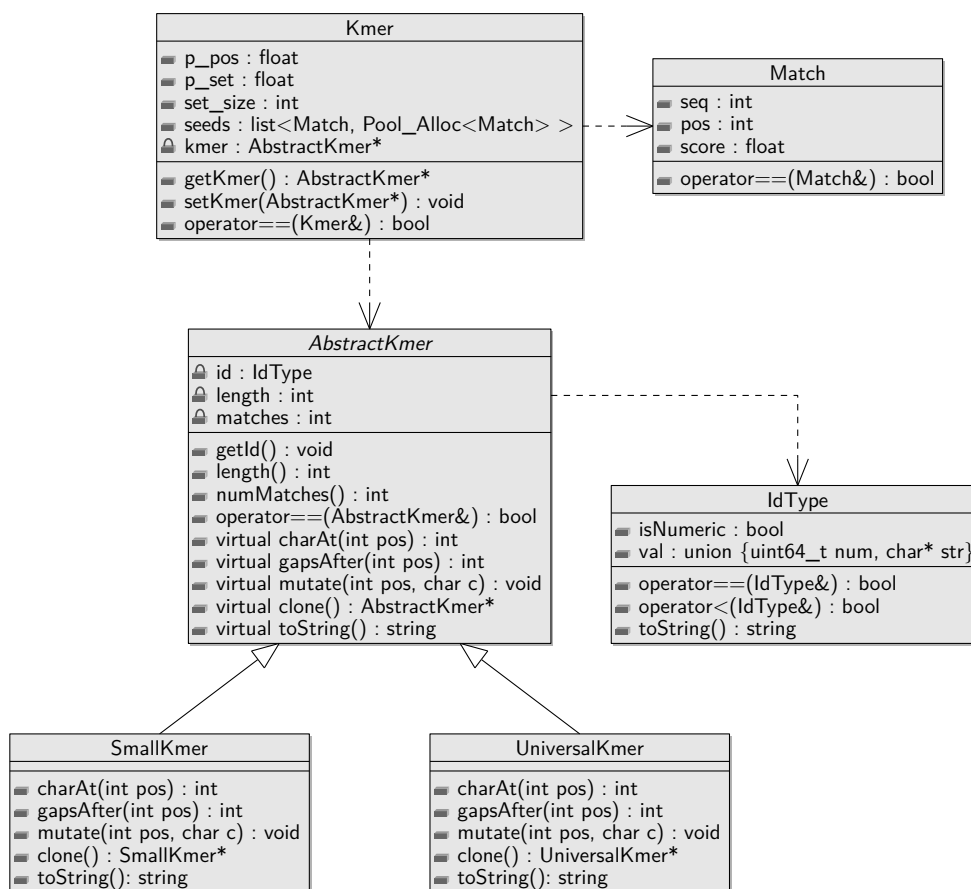 Kmer
p_pos : float
p_set : float
set_size : int
seeds : list<Match, Pool_Alloc<Match> >
kmer : AbstractKmer*
getKmer() : AbstractKmer*
setKmer(AbstractKmer*) : void
operator==(Kmer&) : bool
Match
seq : int
pos : int
score : float
operator==(Match&) : bool
AbstractKmer
id : IdType
length : int
matches : int
getId() : void
length() : int
numMatches() : int
operator==(AbstractKmer&) : bool
virtual charAt(int pos) : int
virtual gapsAfter(int pos) : int
virtual mutate(int pos, char c) : void
virtual clone() : AbstractKmer*
virtual toString() : string
IdType
isNumeric : bool
val : union {uint64_t num, char* str}
operator==(IdType&) : bool
operator<(IdType&) : bool
toString() : string
SmallKmer
charAt(int pos) : int
gapsAfter(int pos) : int
mutate(int pos, char c) : void
clone() : SmallKmer*
toString(): string
UniversalKmer
charAt(int pos) : int
gapsAfter(int pos) : int
mutate(int pos, char c) : void
clone() : UniversalKmer*
toString(): string